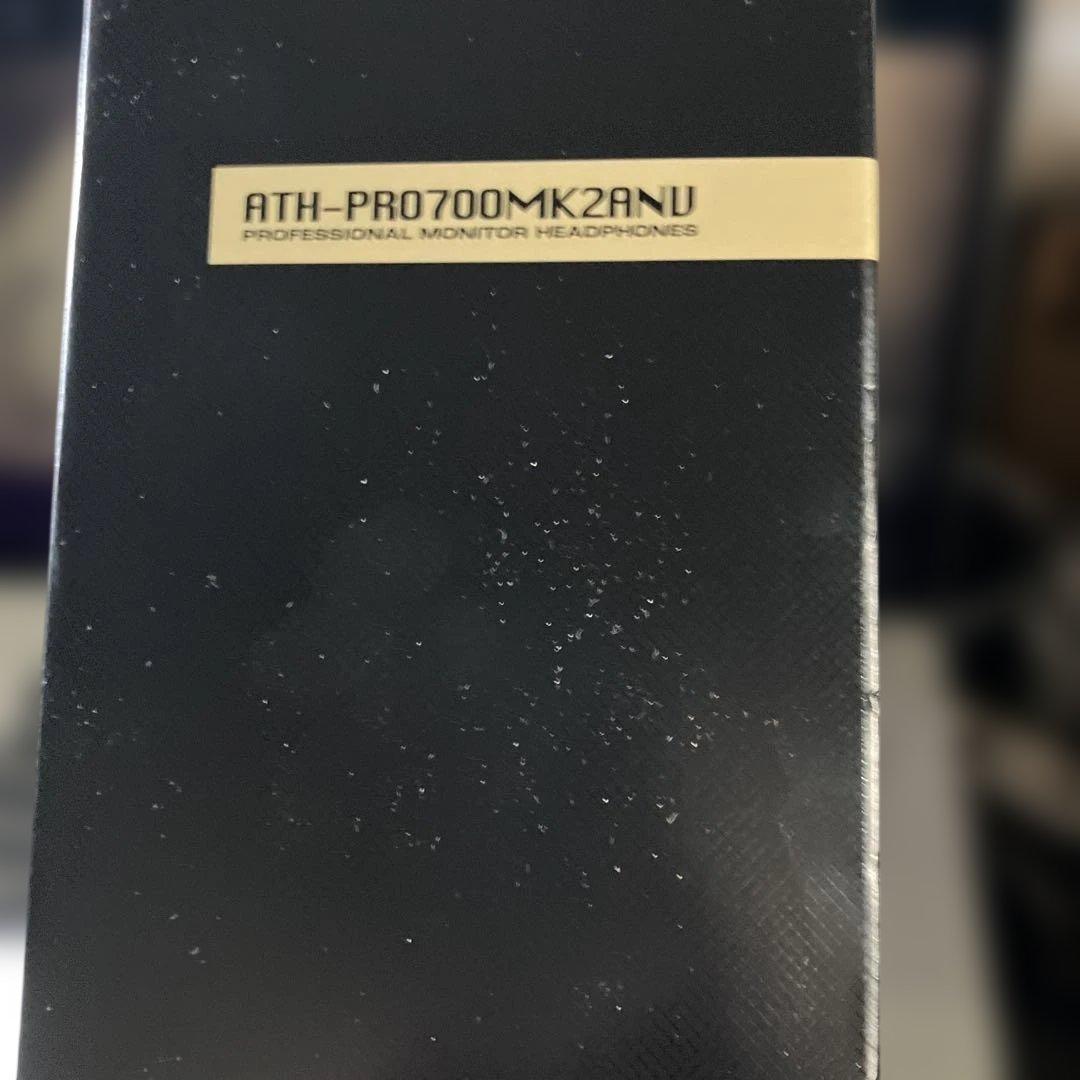 ATH-PRO700MK2ANV
PROFESSIONAL MONITOR HEADPHONES